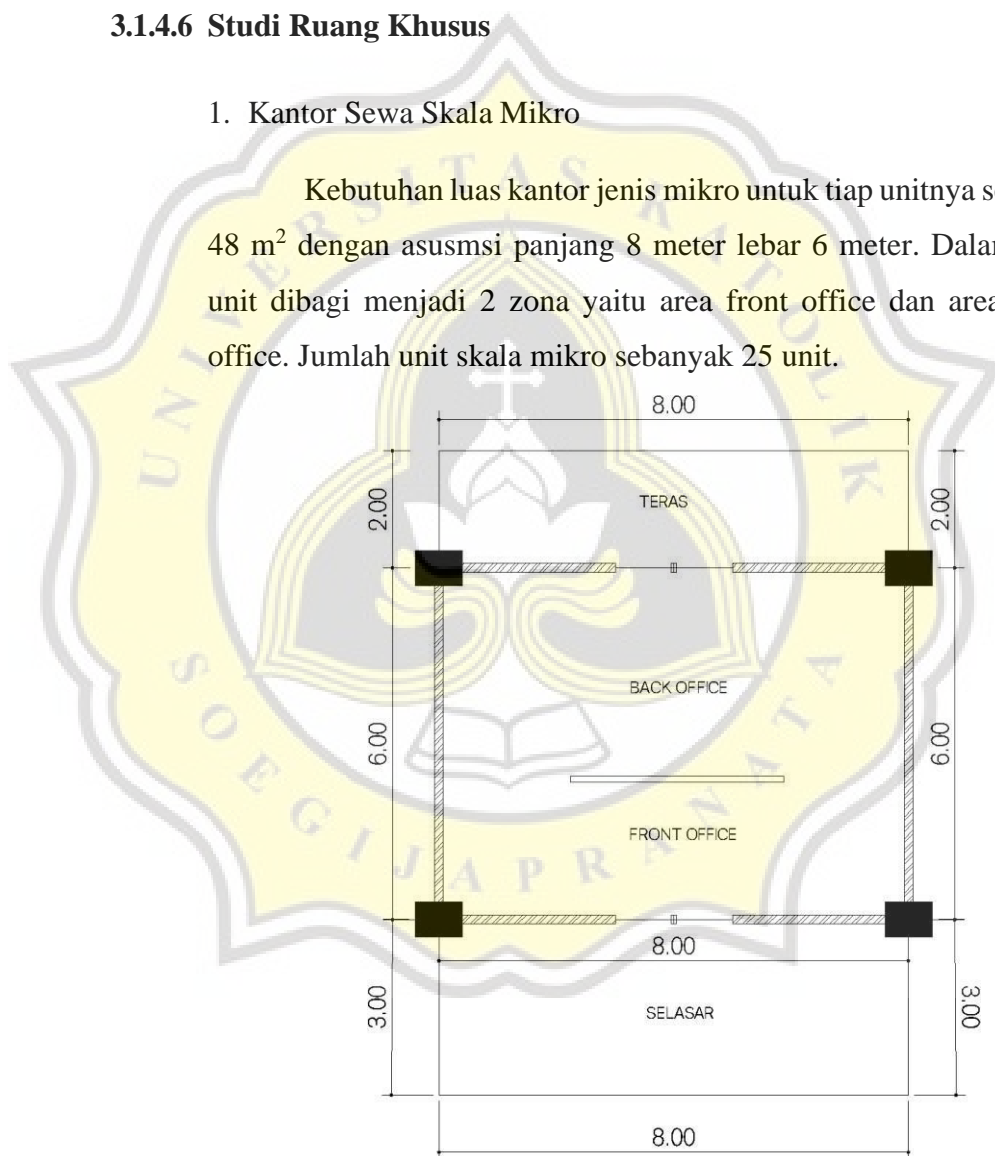 3.1.4.6 Studi Ruang Khusus
1. Kantor Sewa Skala Mikro
Kebutuhan luas kantor jenis mikro untuk tiap unitnya
48 m² dengan asusmsi panjang 8 meter lebar 6 meter.
unit dibagi menjadi 2 zona yaitu area front office dan area
office. Jumlah unit skala mikro sebanyak 25 unit.
UNIVERSITAS KATOLIK
SOEGIJAPRANATA
8.00
2.00
TERAS
2.00
BACK OFFICE
6.00
6.00
FRONT OFFICE
8.00
3.00
SELASAR
3.00
8.00